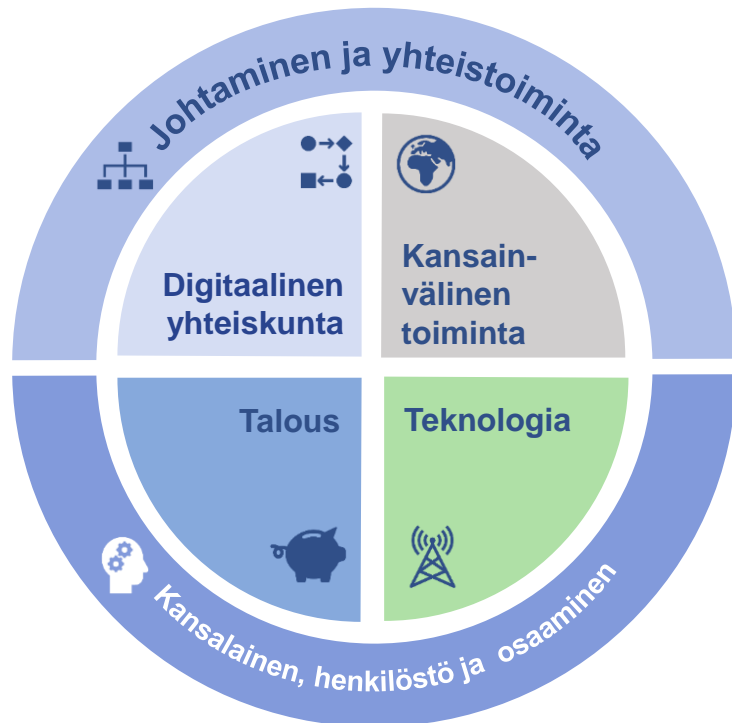 Johtaminen ja yhteistoiminta
Digitaalinen
yhteiskunta
Kansain-
välinen
toiminta
Talous
Teknologia
Kansalainen, henkilöstö ja osaaminen